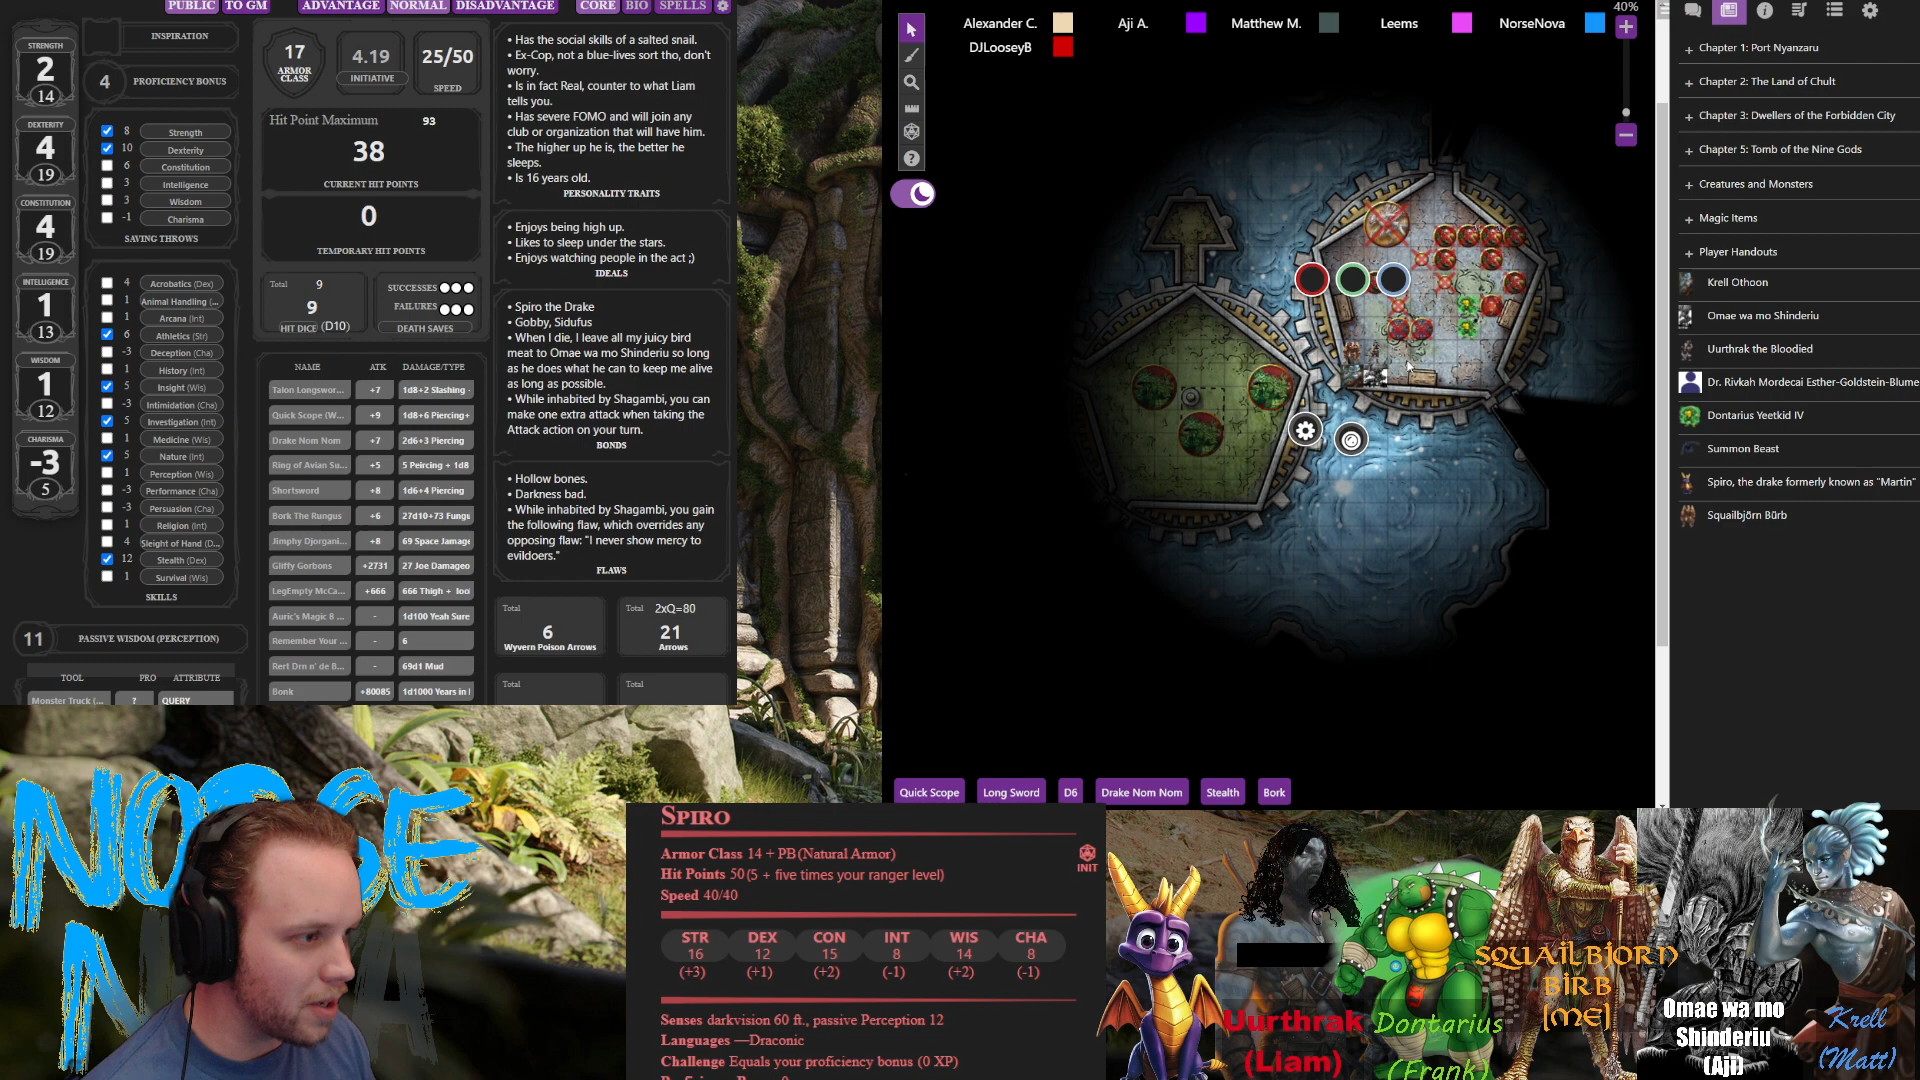 PUBLIC TO GM ADVANTAGE NORMAL DISADVANTAGE CORE BIO SPELLS
STRENGTH
2
14
DEXTERITY
4
19
CONSTITUTION
4
19
INTELLIGENCE
1
13
WISDOM
1
12
CHARISMA
-3
5
INSPIRATION
4 PROFICIENCY BONUS
8 Strength
10 Dexterity
6 Constitution
3 Intelligence
3 Wisdom
-1 Charisma
SAVING THROWS
4 Acrobatics (Dex)
1 Animal Handling (...
1 Arcana (Int)
6 Athletics (Str)
-3 Deception (Cha)
1 History (Int)
5 Insight (Wis)
-3 Intimidation (Cha)
5 Investigation (Int)
1 Medicine (Wis)
5 Nature (Int)
1 Perception (Wis)
-3 Performance (Cha)
-3 Persuasion (Cha)
1 Religion (Int)
4 Sleight of Hand (D...
12 Stealth (Dex)
1 Survival (Wis)
SKILLS
11 PASSIVE WISDOM (PERCEPTION)
TOOL PRO ATTRIBUTE
Monster Truck (... ? QUERY
17
ARMOR
CLASS
4.19
INITIATIVE
25/50
SPEED
Hit Point Maximum 93
38
CURRENT HIT POINTS
0
TEMPORARY HIT POINTS
Total 9
9
HIT DICE (D10)
SUCCESSES
FAILURES
DEATH SAVES
NAME ATK DAMAGE/TYPE
Talon Longswor... +7 1d8+2 Slashing
Quick Scope (W... +9 1d8+6 Piercing+
Drake Nom Nom +7 2d6+3 Piercing
Ring of Avian Su... +5 5 Peircing + 1d8
Shortsword +8 1d6+4 Piercing
Bork The Rungus +6 27d10+73 Fungu
Jimphy Djorgani... +8 69 Space Jamage
Gliffy Gorbons +2731 27 Joe Damageo
LegEmpty McCa... +666 666 Thigh + loo
Auric's Magic 8 ... - 1d100 Yeah Sure
Remember Your ... - 6
Rert Drn n' de B... - 69d1 Mud
Bonk +80085 1d1000 Years in
• Has the social skills of a salted snail.
• Ex-Cop, not a blue-lives sort tho, don't
worry.
• Is in fact Real, counter to what Liam
tells you.
• Has severe FOMO and will join any
club or organization that will have him.
• The higher up he is, the better he
sleeps.
• Is 16 years old.
PERSONALITY TRAITS
• Enjoys being high up.
• Likes to sleep under the stars.
• Enjoys watching people in the act ;)
IDEALS
• Spiro the Drake
• Gobby, Sidufus
• When I die, I leave all my juicy bird
meat to Omae wa mo Shinderiu so long
as he does what he can to keep me alive
as long as possible.
• While inhabited by Shagambi, you can
make one extra attack when taking the
Attack action on your turn.
BONDS
• Hollow bones.
• Darkness bad.
• While inhabited by Shagambi, you gain
the following flaw, which overrides any
opposing flaw: "I never show mercy to
evildoers."
FLAWS
Total
6
Wyvern Poison Arrows
Total 2xQ=80
21
Arrows
Total
Total
Alexander C. Aji A. Matthew M. Leems NorseNova
DJLooseyB
40%
Quick Scope Long Sword D6 Drake Nom Nom Stealth Bork
Chapter 1: Port Nyanzaru
Chapter 2: The Land of Chult
Chapter 3: Dwellers of the Forbidden City
Chapter 5: Tomb of the Nine Gods
Creatures and Monsters
Magic Items
Player Handouts
Krell Othoon
Omae wa mo Shinderiu
Uurthrak the Bloodied
Dr. Rivkah Mordecai Esther-Goldstein-Blume
Dontarius Yeetkid IV
Summon Beast
Spiro, the drake formerly known as "Martin"
Squailbjörn Bürb
SPIRO
Armor Class 14 + PB (Natural Armor)
Hit Points 50 (5 + five times your ranger level)
Speed 40/40
INIT
STR DEX CON INT WIS CHA
16 12 15 8 14 8
(+3) (+1) (+2) (-1) (+2) (-1)
Senses darkvision 60 ft., passive Perception 12
Languages —Draconic
Challenge Equals your proficiency bonus (0 XP)
Uurthrak
(Liam)
Dontarius
(Frank)
SQUAILBJORN
BIRB
[ME]
Omae wa mo
Shinderiu
(Aji)
Krell
(Matt)